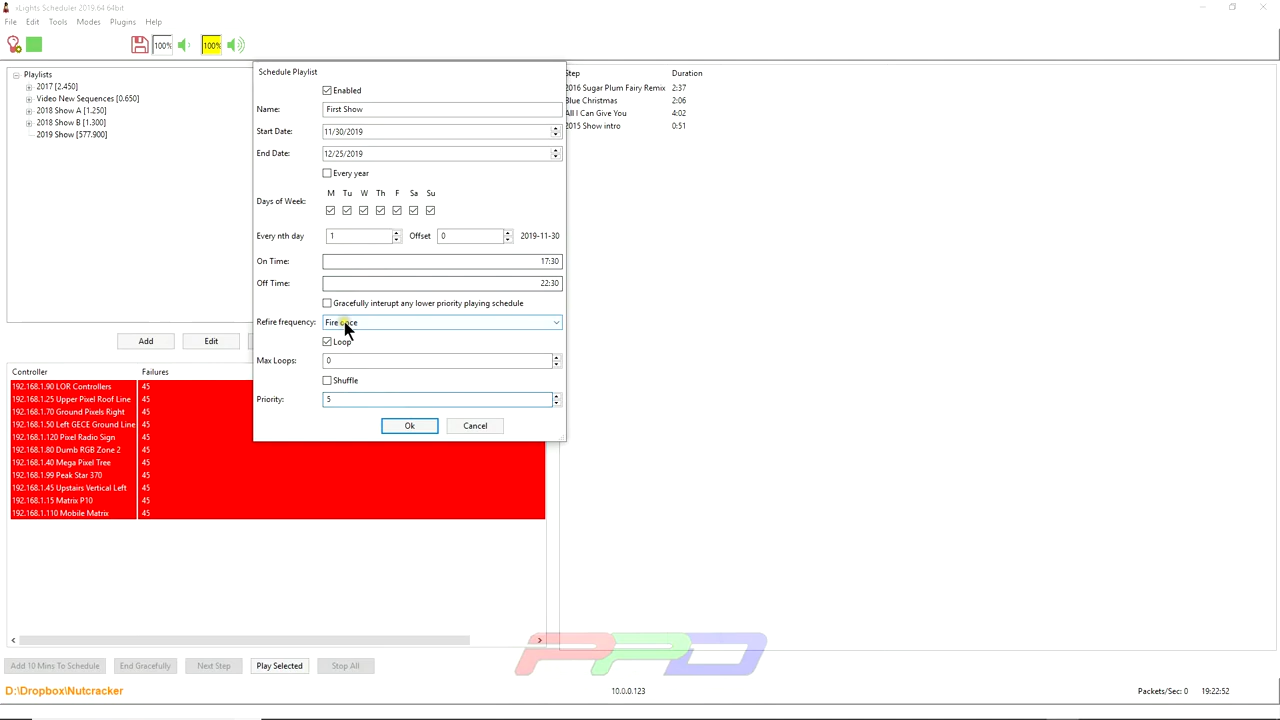 xLights Scheduler 2019.64 64bit
File Edit Tools Modes Plugins Help
100% 100%
Playlists
2017 [2.450]
Video New Sequences [0.650]
2018 Show A [1.250]
2018 Show B [1.300]
2019 Show [577.900]
Add Edit
Controller Failures
192.168.1.90 LOR Controllers 45
192.168.1.25 Upper Pixel Roof Line 45
192.168.1.70 Ground Pixels Right 45
192.168.1.50 Left GECE Ground Line 45
192.168.1.120 Pixel Radio Sign 45
192.168.1.80 Dumb RGB Zone 2 45
192.168.1.40 Mega Pixel Tree 45
192.168.1.99 Peak Star 370 45
192.168.1.45 Upstairs Vertical Left 45
192.168.1.15 Matrix P10 45
192.168.1.110 Mobile Matrix 45
Schedule Playlist
Enabled
Name: First Show
Start Date: 11/30/2019
End Date: 12/25/2019
Every year
M Tu W Th F Sa Su
Days of Week:
Every nth day 1 Offset 0 2019-11-30
On Time: 17:30
Off Time: 22:30
Gracefully interupt any lower priority playing schedule
Refire frequency: Fire once
Loop
Max Loops: 0
Shuffle
Priority: 5
Ok Cancel
Step Duration
2016 Sugar Plum Fairy Remix 2:37
Blue Christmas 2:06
All I Can Give You 4:02
2015 Show intro 0:51
PPD
Add 10 Mins To Schedule End Gracefully Next Step Play Selected Stop All
D:\Dropbox\Nutcracker 10.0.0.123 Packets/Sec: 0 19:22:52